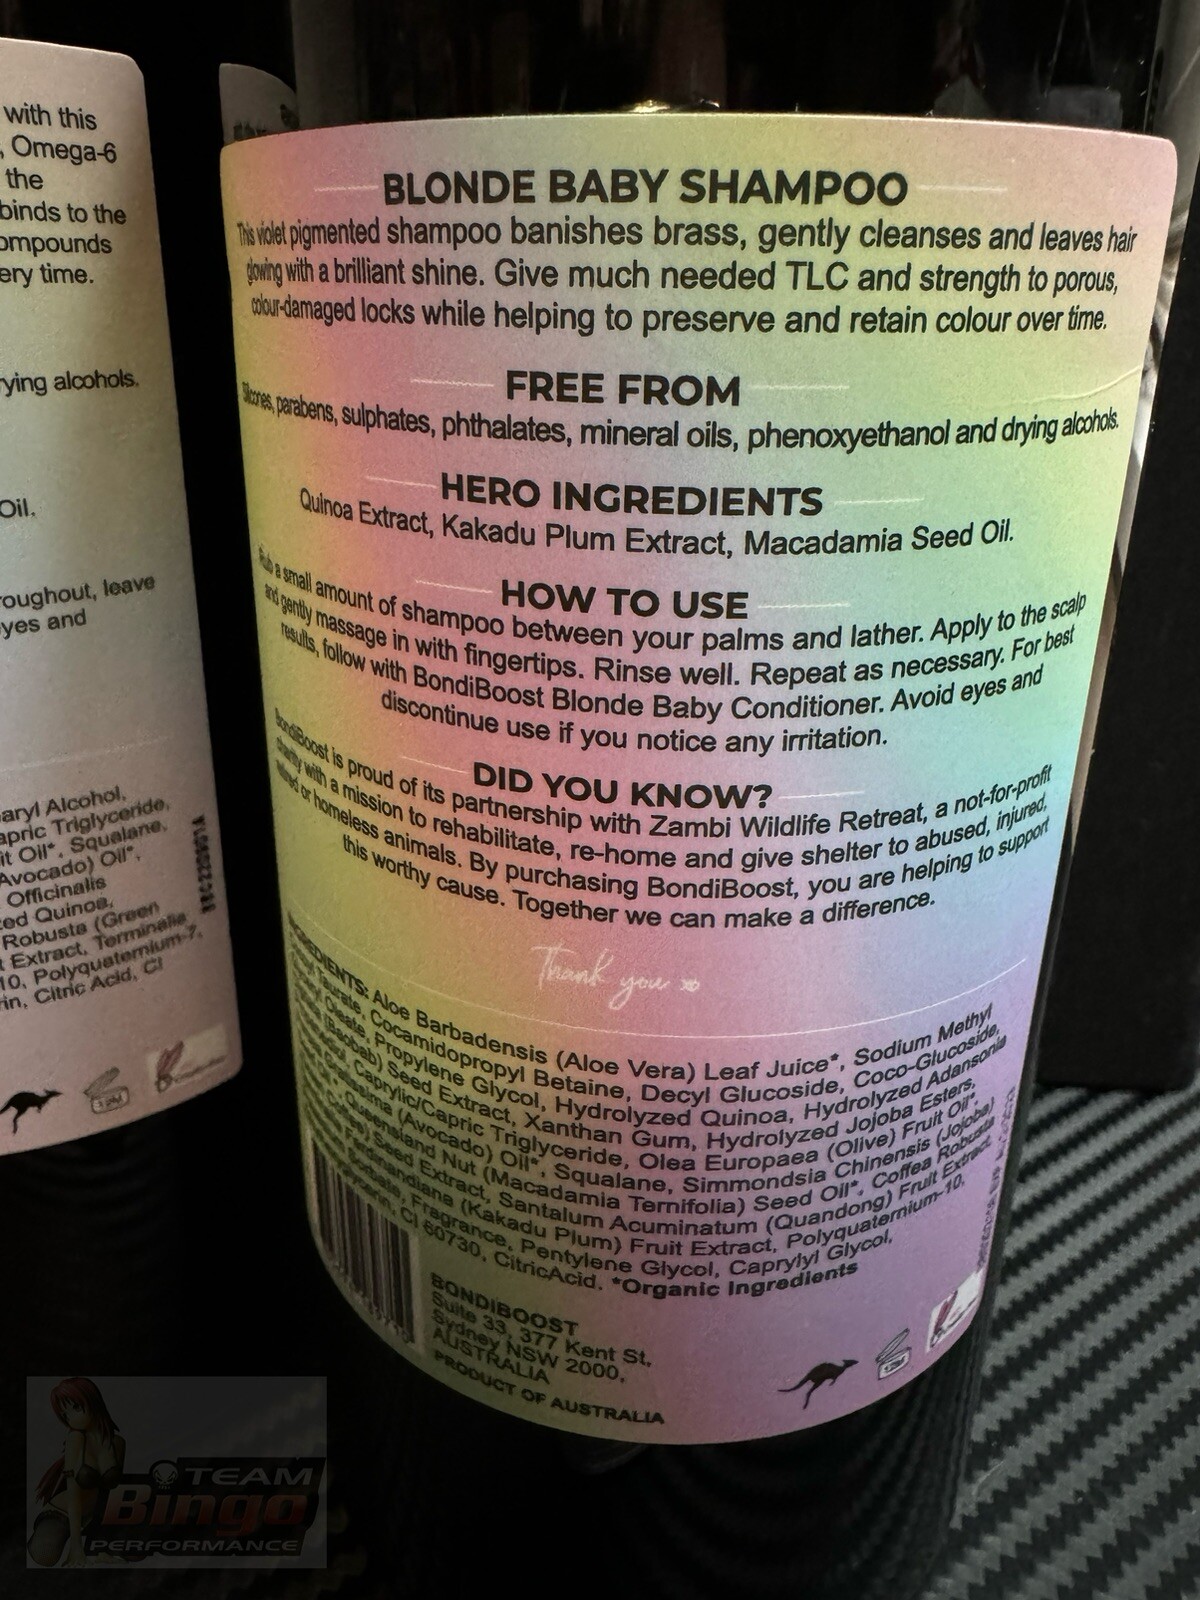 with this
, Omega-6
the
binds to the
ompounds
ery time.
rying alcohols.
Oil.
roughout, leave
yes and
aryl Alcohol,
apric Triglyceride,
it Oil*, Squalane,
Avocado) Oil*,
Officinalis
ed Quinoa,
Robusta (Green
t Extract, Terminalia
10, Polyquaternium-7,
rin, Citric Acid, CI
BLONDE BABY SHAMPOO
This violet pigmented shampoo banishes brass, gently cleanses and leaves hair
glowing with a brilliant shine. Give much needed TLC and strength to porous,
colour-damaged locks while helping to preserve and retain colour over time.
FREE FROM
Silicones, parabens, sulphates, phthalates, mineral oils, phenoxyethanol and drying alcohols.
HERO INGREDIENTS
Quinoa Extract, Kakadu Plum Extract, Macadamia Seed Oil.
HOW TO USE
Rub a small amount of shampoo between your palms and lather. Apply to the scalp
and gently massage in with fingertips. Rinse well. Repeat as necessary. For best
results, follow with BondiBoost Blonde Baby Conditioner. Avoid eyes and
discontinue use if you notice any irritation.
DID YOU KNOW?
BondiBoost is proud of its partnership with Zambi Wildlife Retreat, a not-for-profit
charity with a mission to rehabilitate, re-home and give shelter to abused, injured,
retired or homeless animals. By purchasing BondiBoost, you are helping to support
this worthy cause. Together we can make a difference.
Thank you xo
INGREDIENTS: Aloe Barbadensis (Aloe Vera) Leaf Juice*, Sodium Methyl
Taurate, Cocamidopropyl Betaine, Decyl Glucoside, Coco-Glucoside,
Oleate, Propylene Glycol, Hydrolyzed Quinoa, Hydrolyzed Adansonia
(Baobab) Seed Extract, Xanthan Gum, Hydrolyzed Jojoba Esters,
Caprylic/Capric Triglyceride, Olea Europaea (Olive) Fruit Oil*,
(Avocado) Oil*, Squalane, Simmondsia Chinensis (Jojoba)
Queensland Nut (Macadamia Ternifolia) Seed Oil*, Coffea Robusta
Seed Extract, Santalum Acuminatum (Quandong) Fruit Extract,
Ferdinandiana (Kakadu Plum) Fruit Extract, Polyquaternium-10,
Sorbate, Fragrance, Pentylene Glycol, Caprylyl Glycol,
CI 60730, CitricAcid. *Organic Ingredients
BONDIBOOST
Suite 33, 377 Kent St,
Sydney NSW 2000,
AUSTRALIA
PRODUCT OF AUSTRALIA
12M
TEAM
Bingo
PERFORMANCE